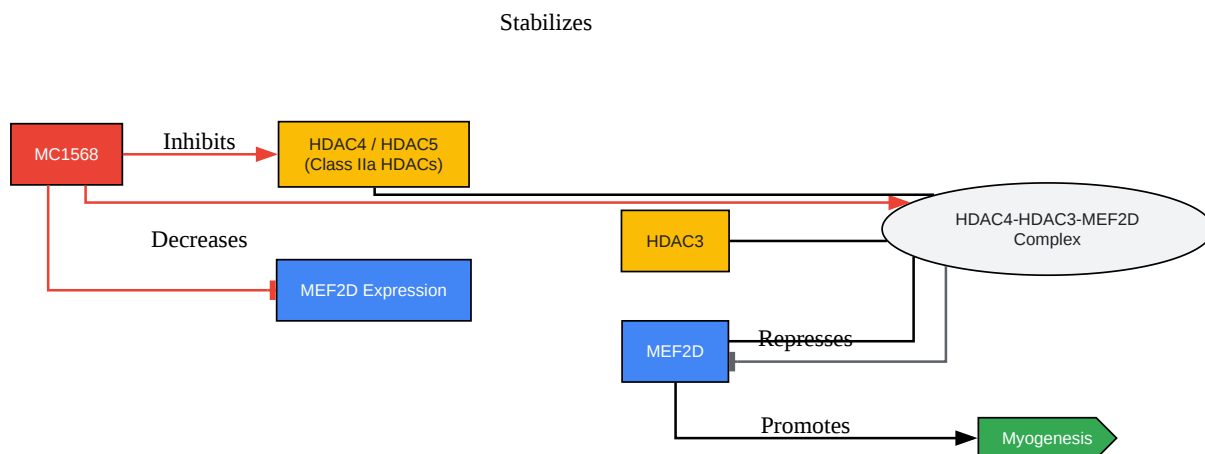 Stabilizes
MC1568
Inhibits
HDAC4 / HDAC5
(Class IIa HDACs)
HDAC4-HDAC3-MEF2D
Complex
HDAC3
Decreases
MEF2D Expression
MEF2D
Represses
Promotes
Myogenesis